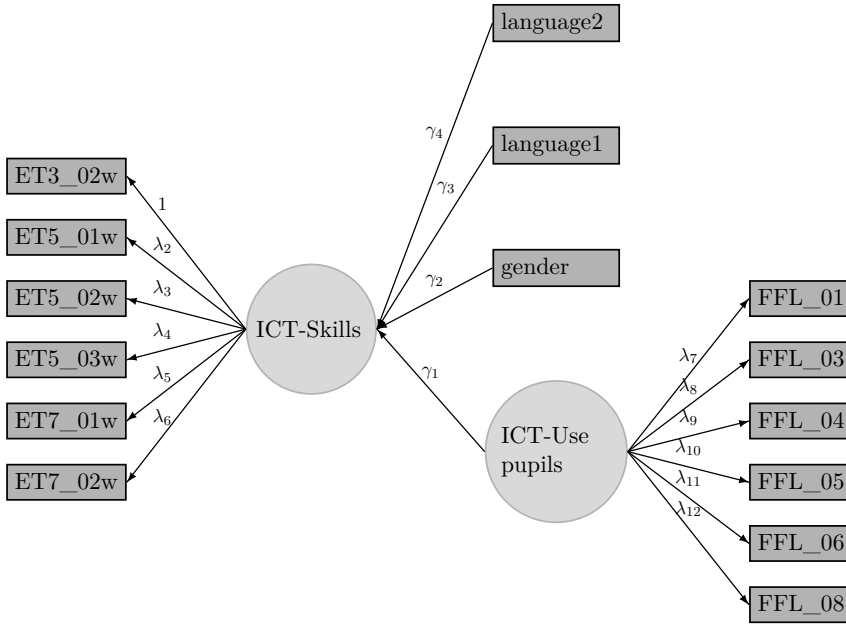 language2
γ4
language1
ET3_02w
1
γ3
ET5_01w
λ2
gender
γ2
ET5_02w
λ3
FFL_01
ICT-Skills
λ4
ET5_03w
λ7
FFL_03
λ5
γ1
λ8
ET7_01w
λ6
λ9
FFL_04
ICT-Use
pupils
λ10
ET7_02w
λ11
FFL_05
λ12
FFL_06
FFL_08